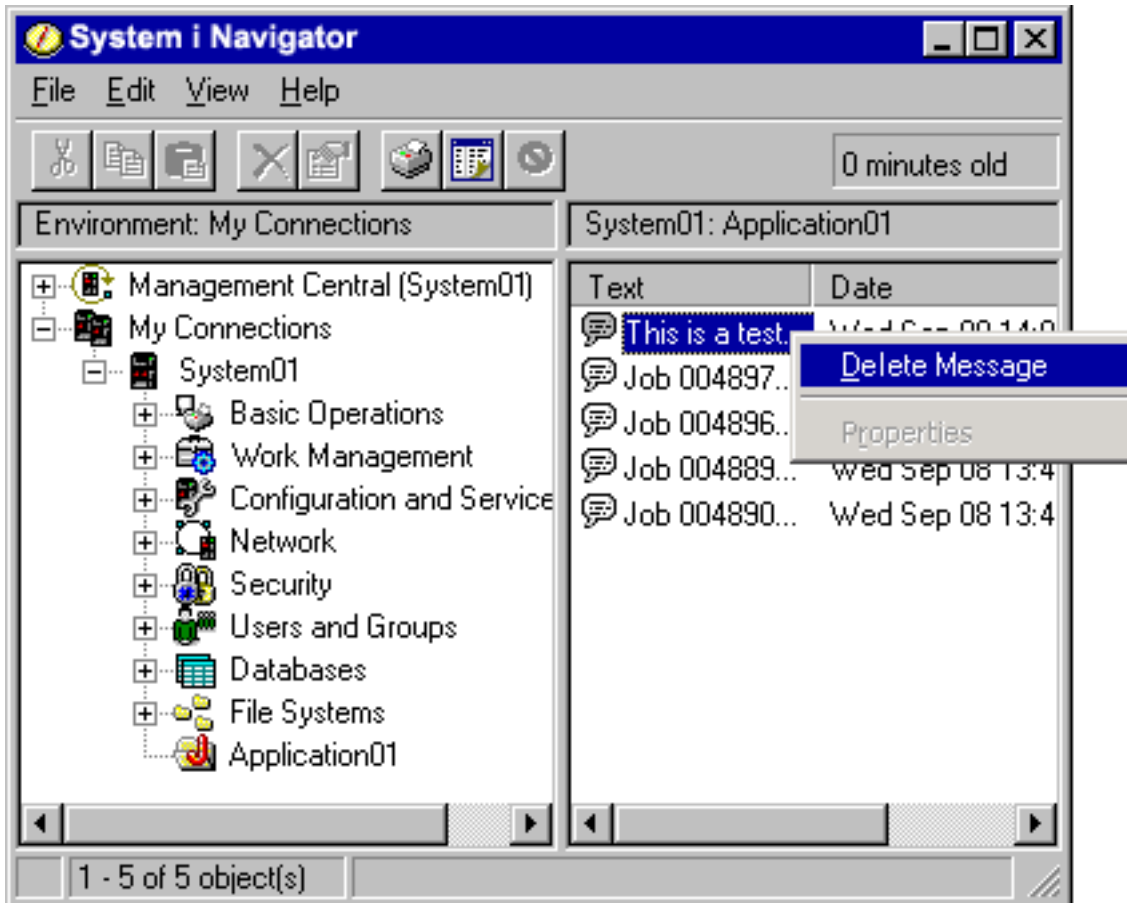 System i Navigator
File Edit View Help
0 minutes old
Environment: My Connections
System01: Application01
Management Central (System01)
My Connections
System01
Basic Operations
Work Management
Configuration and Service
Network
Security
Users and Groups
Databases
File Systems
Application01
Text Date
This is a test.
Job 004897...
Job 004896...
Job 004889... Wed Sep 08 13:4
Job 004890... Wed Sep 08 13:4
Delete Message
Properties
1 - 5 of 5 object(s)